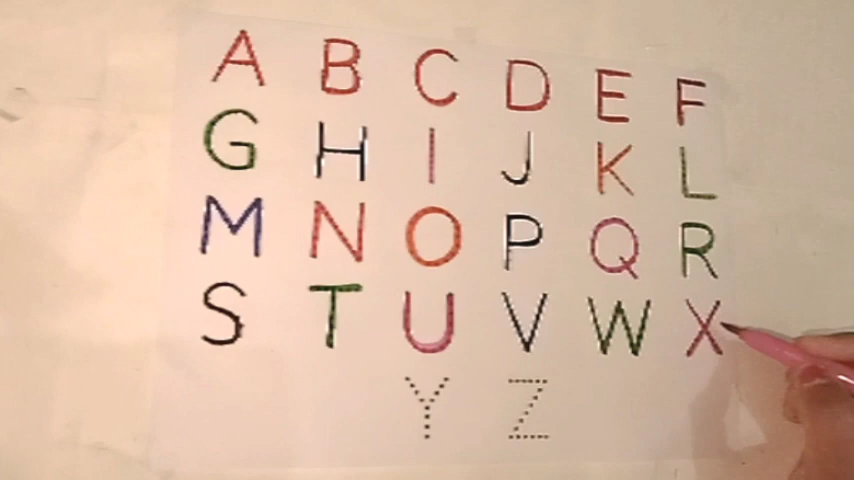 A B C D E F
G H I J K L
M N O P Q R
S T U V W X
Y Z